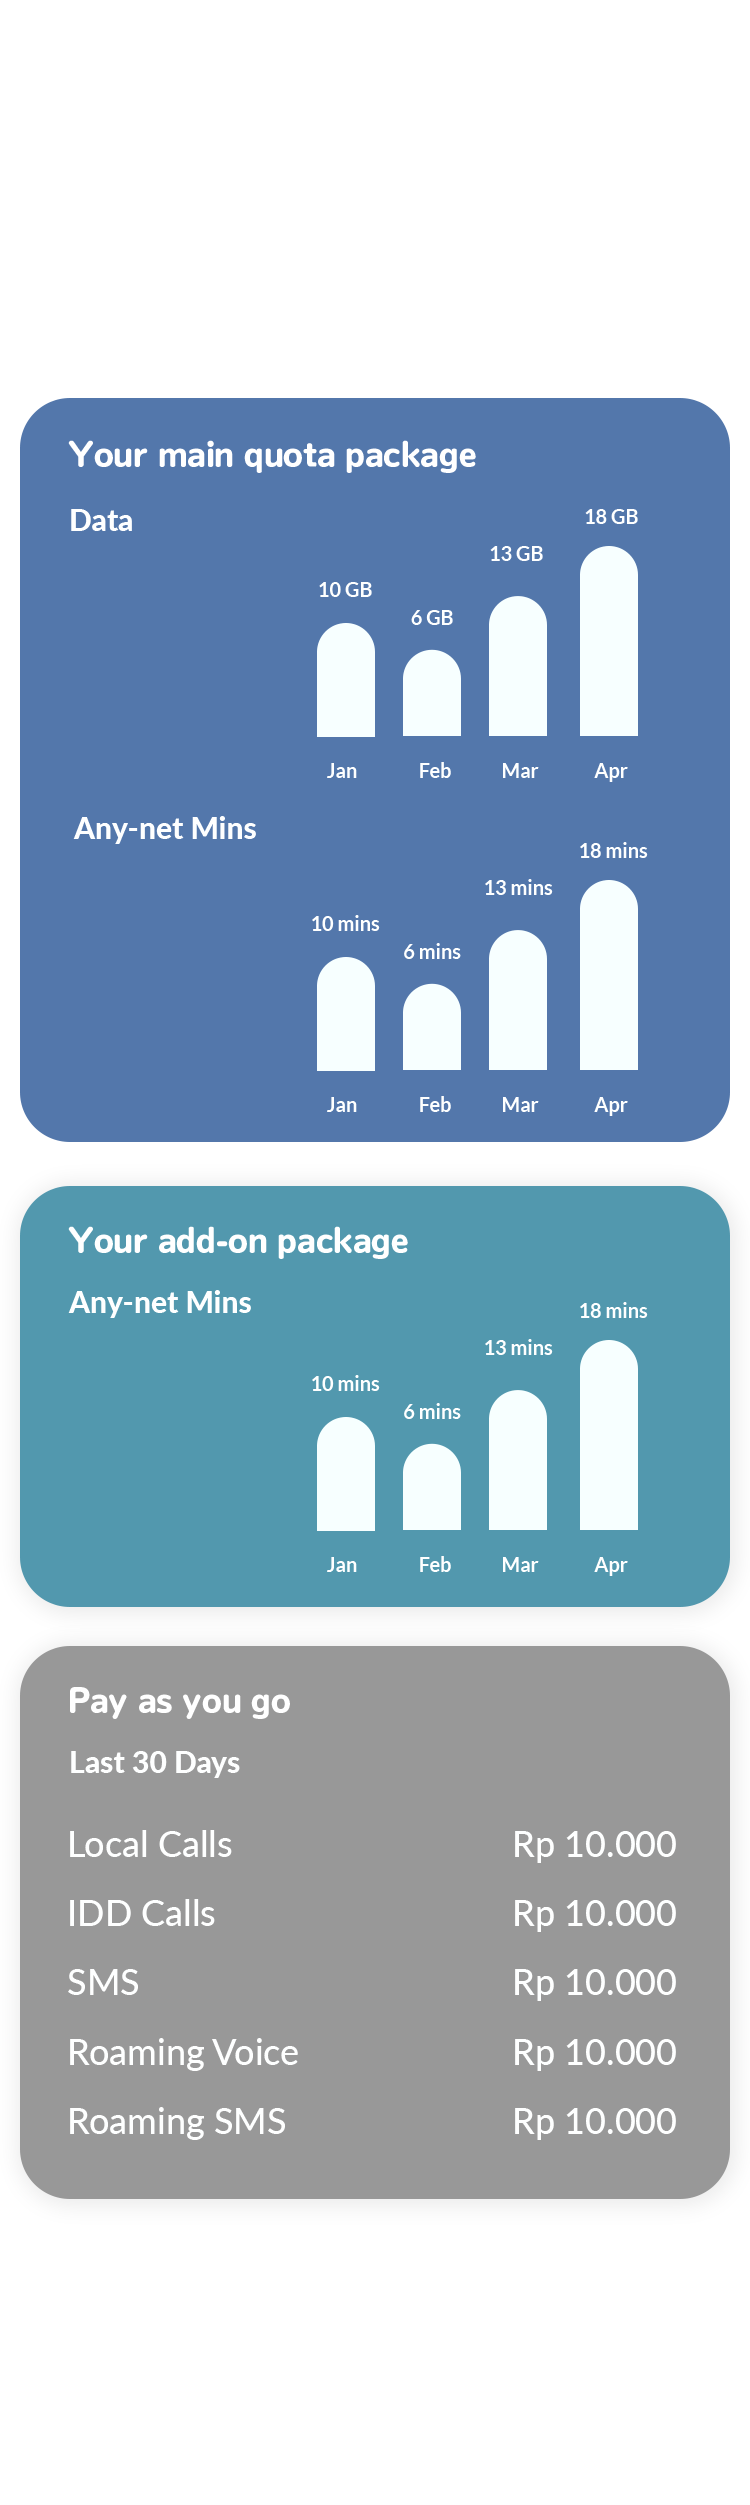 Your main quota package
Data
18 GB
13 GB
10 GB
6 GB
Jan Feb Mar Apr
Any-net Mins
18 mins
13 mins
10 mins
6 mins
Jan Feb Mar Apr
Your add-on package
Any-net Mins
18 mins
13 mins
10 mins
6 mins
Jan Feb Mar Apr
Pay as you go
Last 30 Days
Local Calls Rp 10.000
IDD Calls Rp 10.000
SMS Rp 10.000
Roaming Voice Rp 10.000
Roaming SMS Rp 10.000